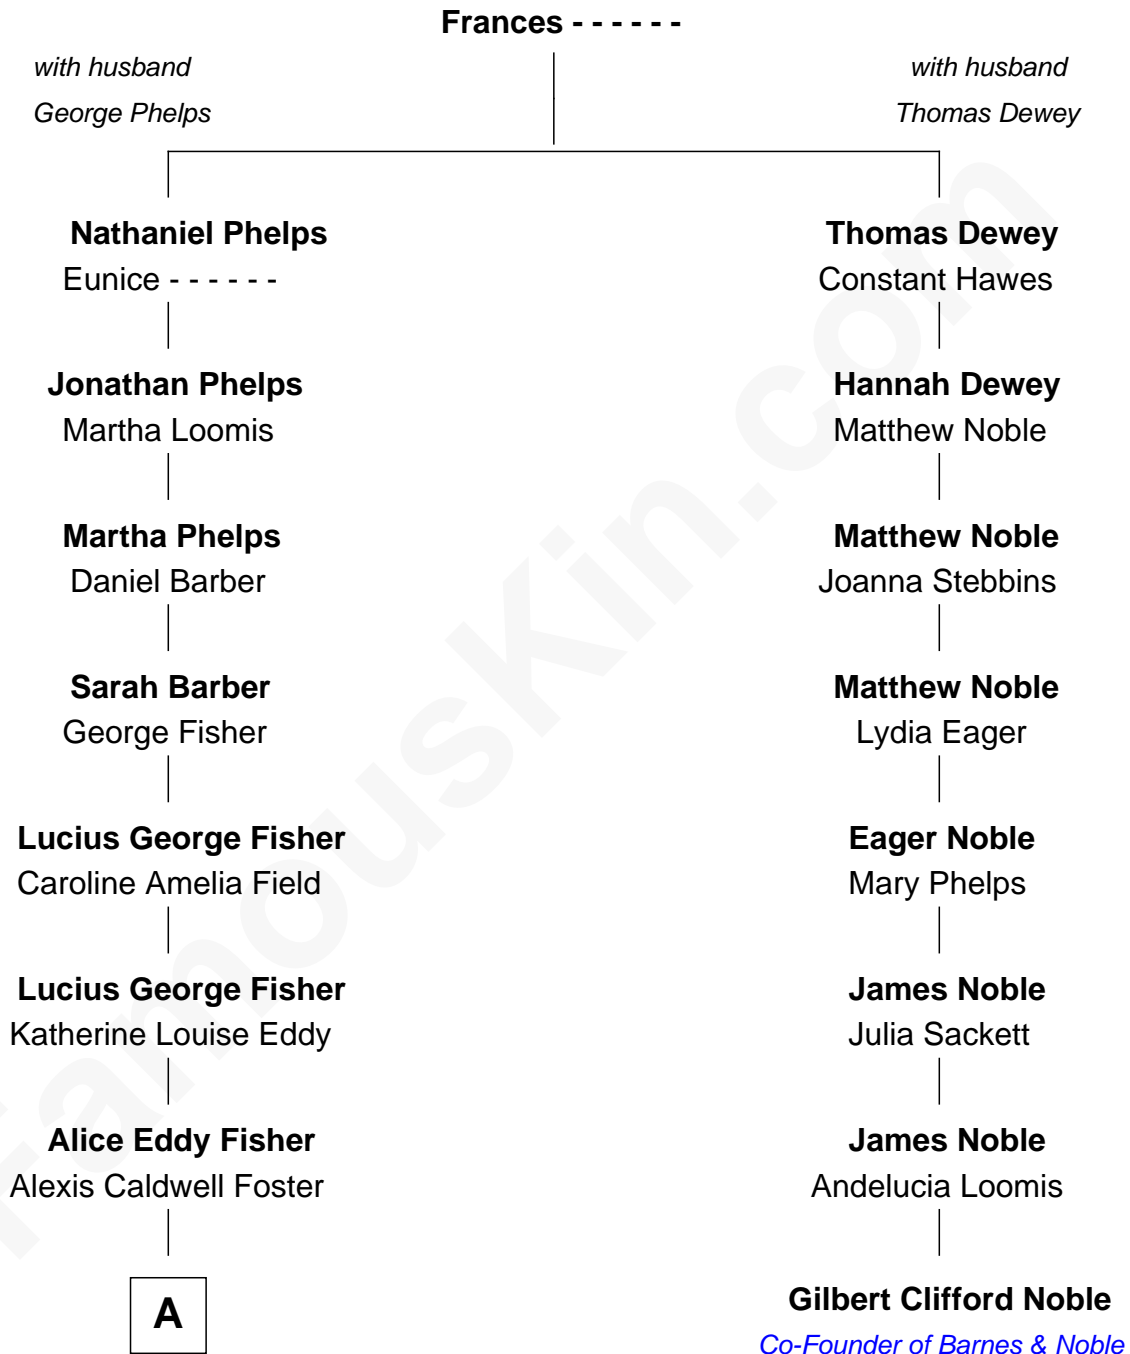 Frances - - - - - -
with husband
George Phelps
with husband
Thomas Dewey
Nathaniel Phelps
Eunice - - - - - -
Jonathan Phelps
Martha Loomis
Martha Phelps
Daniel Barber
Sarah Barber
George Fisher
Lucius George Fisher
Caroline Amelia Field
Lucius George Fisher
Katherine Louise Eddy
Alice Eddy Fisher
Alexis Caldwell Foster
A
Thomas Dewey
Constant Hawes
Hannah Dewey
Matthew Noble
Matthew Noble
Joanna Stebbins
Matthew Noble
Lydia Eager
Eager Noble
Mary Phelps
James Noble
Julia Sackett
James Noble
Andelucia Loomis
Gilbert Clifford Noble
Co-Founder of Barnes & Noble
FamousKin.com